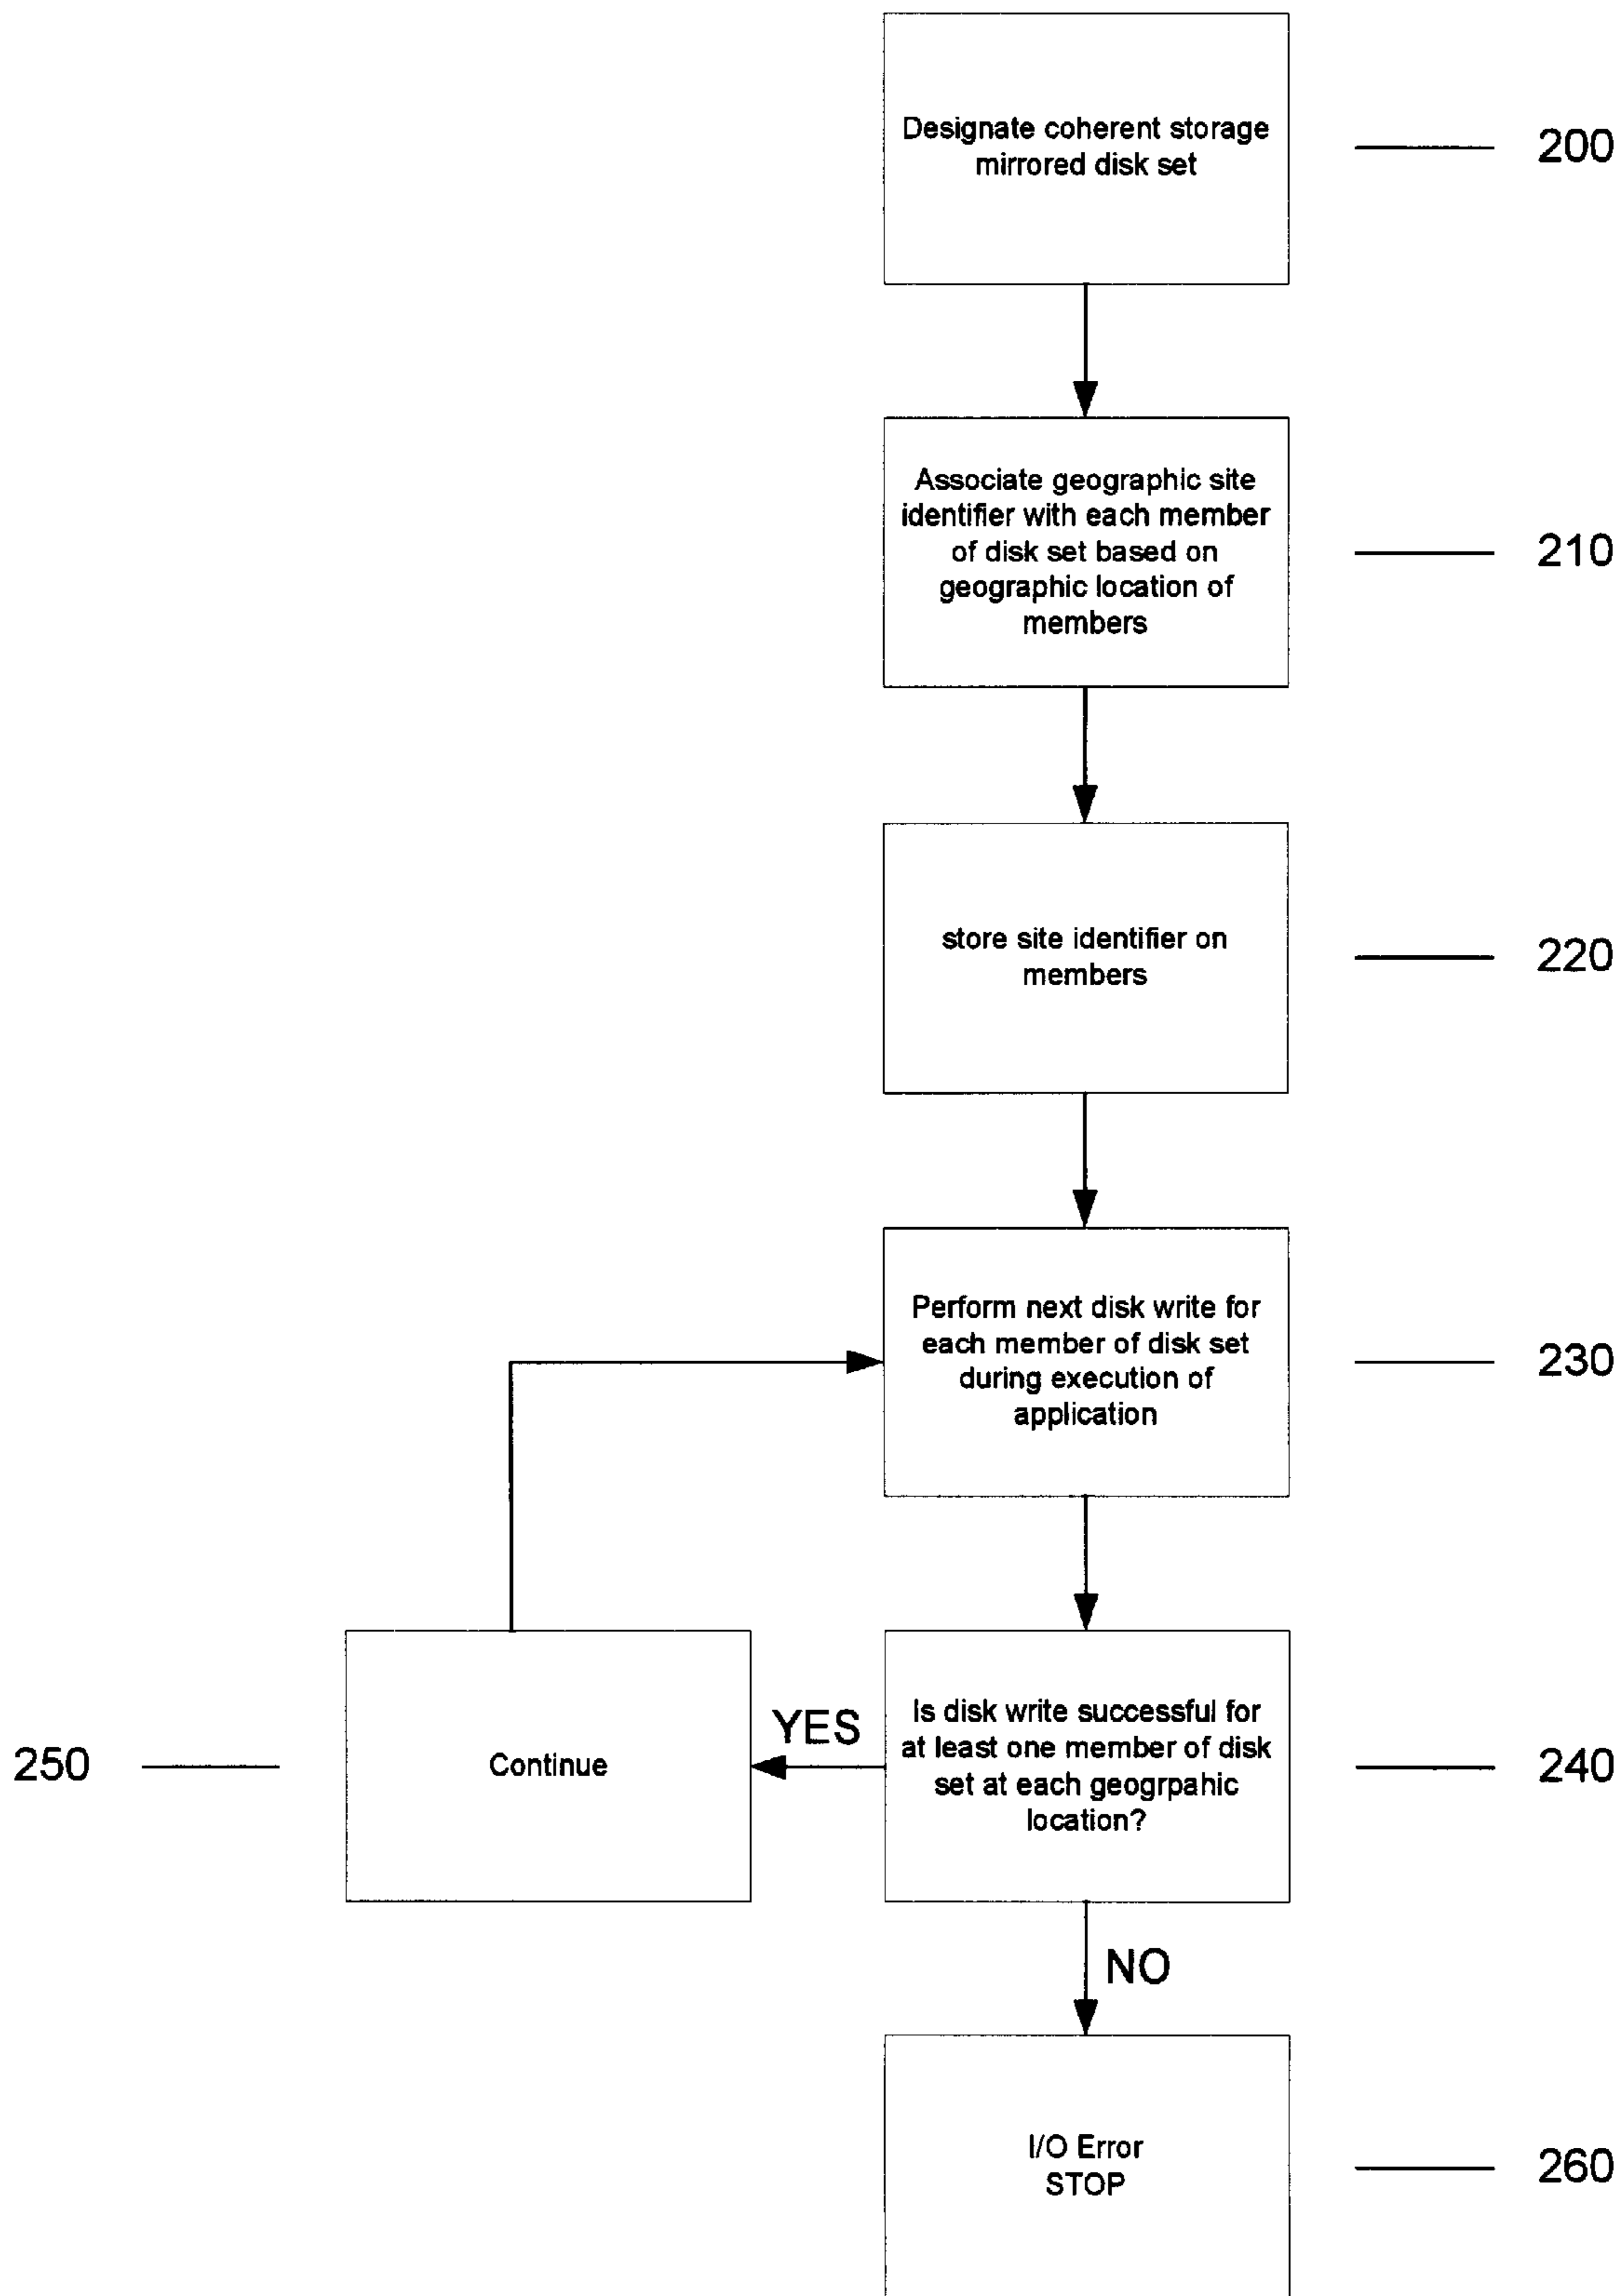 Designate coherent storage
mirrored disk set
200
Associate geographic site
identifier with each member
of disk set based on
geographic location of
members
210
store site identifier on
members
220
Perform next disk write for
each member of disk set
during execution of
application
230
250
Continue
YES
Is disk write successful for
at least one member of disk
set at each geogrpahic
location?
240
NO
I/O Error
STOP
260